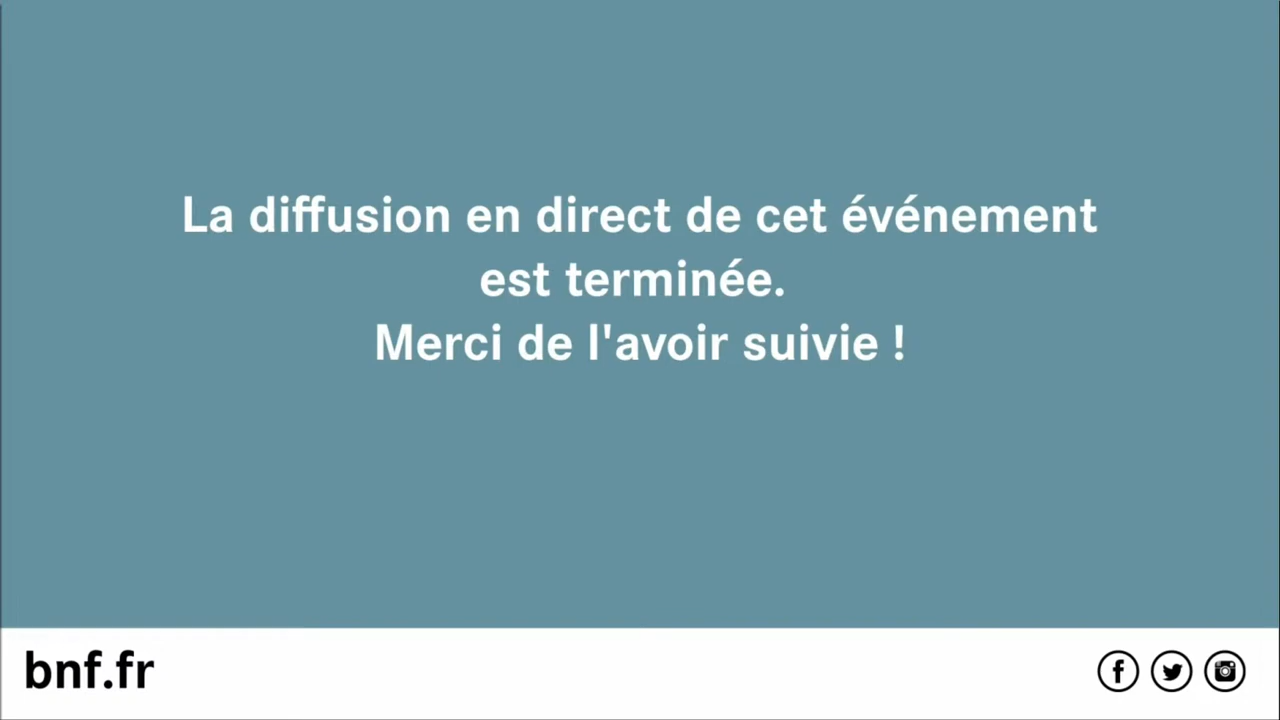 La diffusion en direct de cet événement
est terminée.
Merci de l'avoir suivie !
bnf.fr